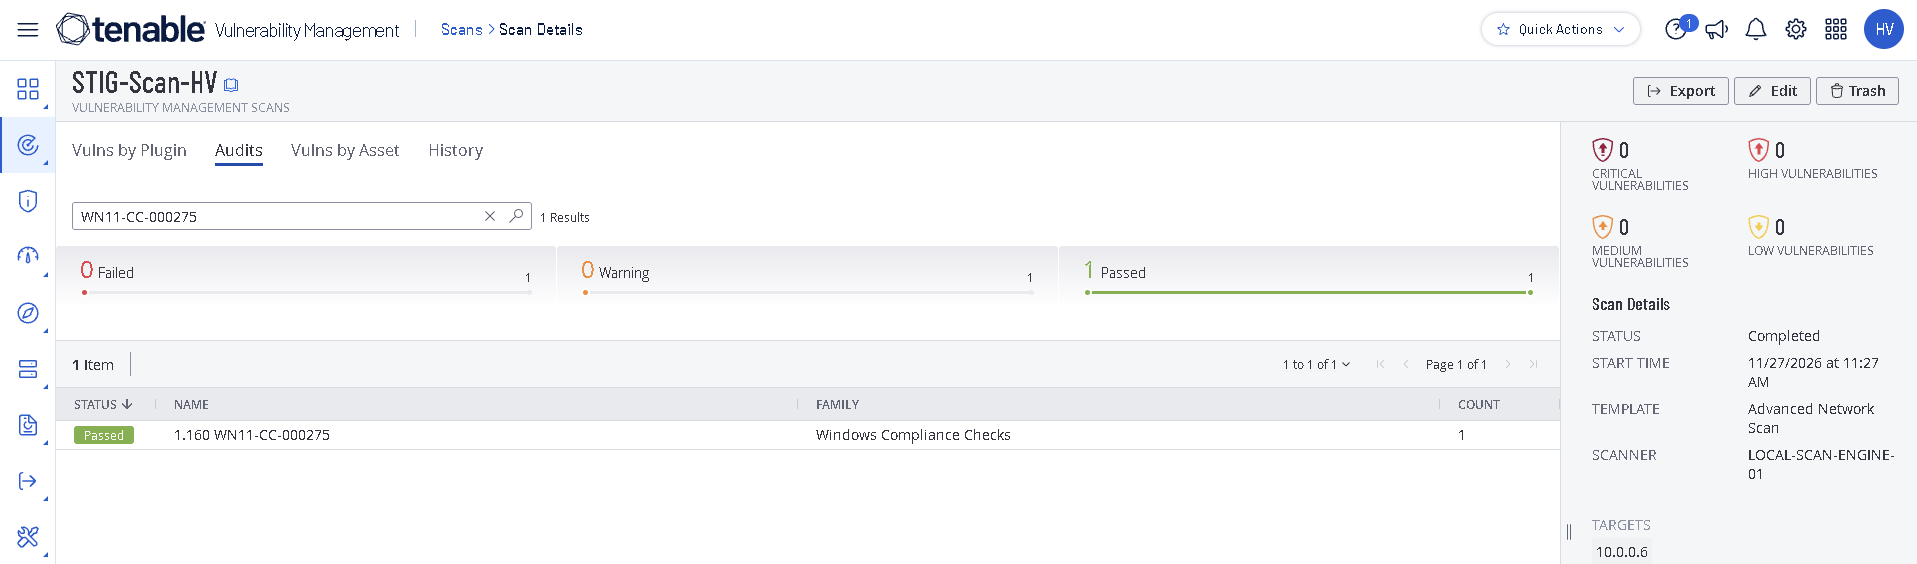 tenable Vulnerability Management Scans > Scan Details Quick Actions 1 HV
STIG-Scan-HV
VULNERABILITY MANAGEMENT SCANS
Export Edit Trash
Vulns by Plugin Audits Vulns by Asset History
WN11-CC-000275 1 Results
0 Failed 1 0 Warning 1 1 Passed 1
1 Item 1 to 1 of 1 Page 1 of 1
STATUS NAME FAMILY COUNT
Passed 1.160 WN11-CC-000275 Windows Compliance Checks 1
0 0
CRITICAL HIGH VULNERABILITIES
VULNERABILITIES
0 0
MEDIUM LOW VULNERABILITIES
VULNERABILITIES
Scan Details
STATUS Completed
START TIME 11/27/2026 at 11:27
AM
TEMPLATE Advanced Network
Scan
SCANNER LOCAL-SCAN-ENGINE-
01
TARGETS
10.0.0.6